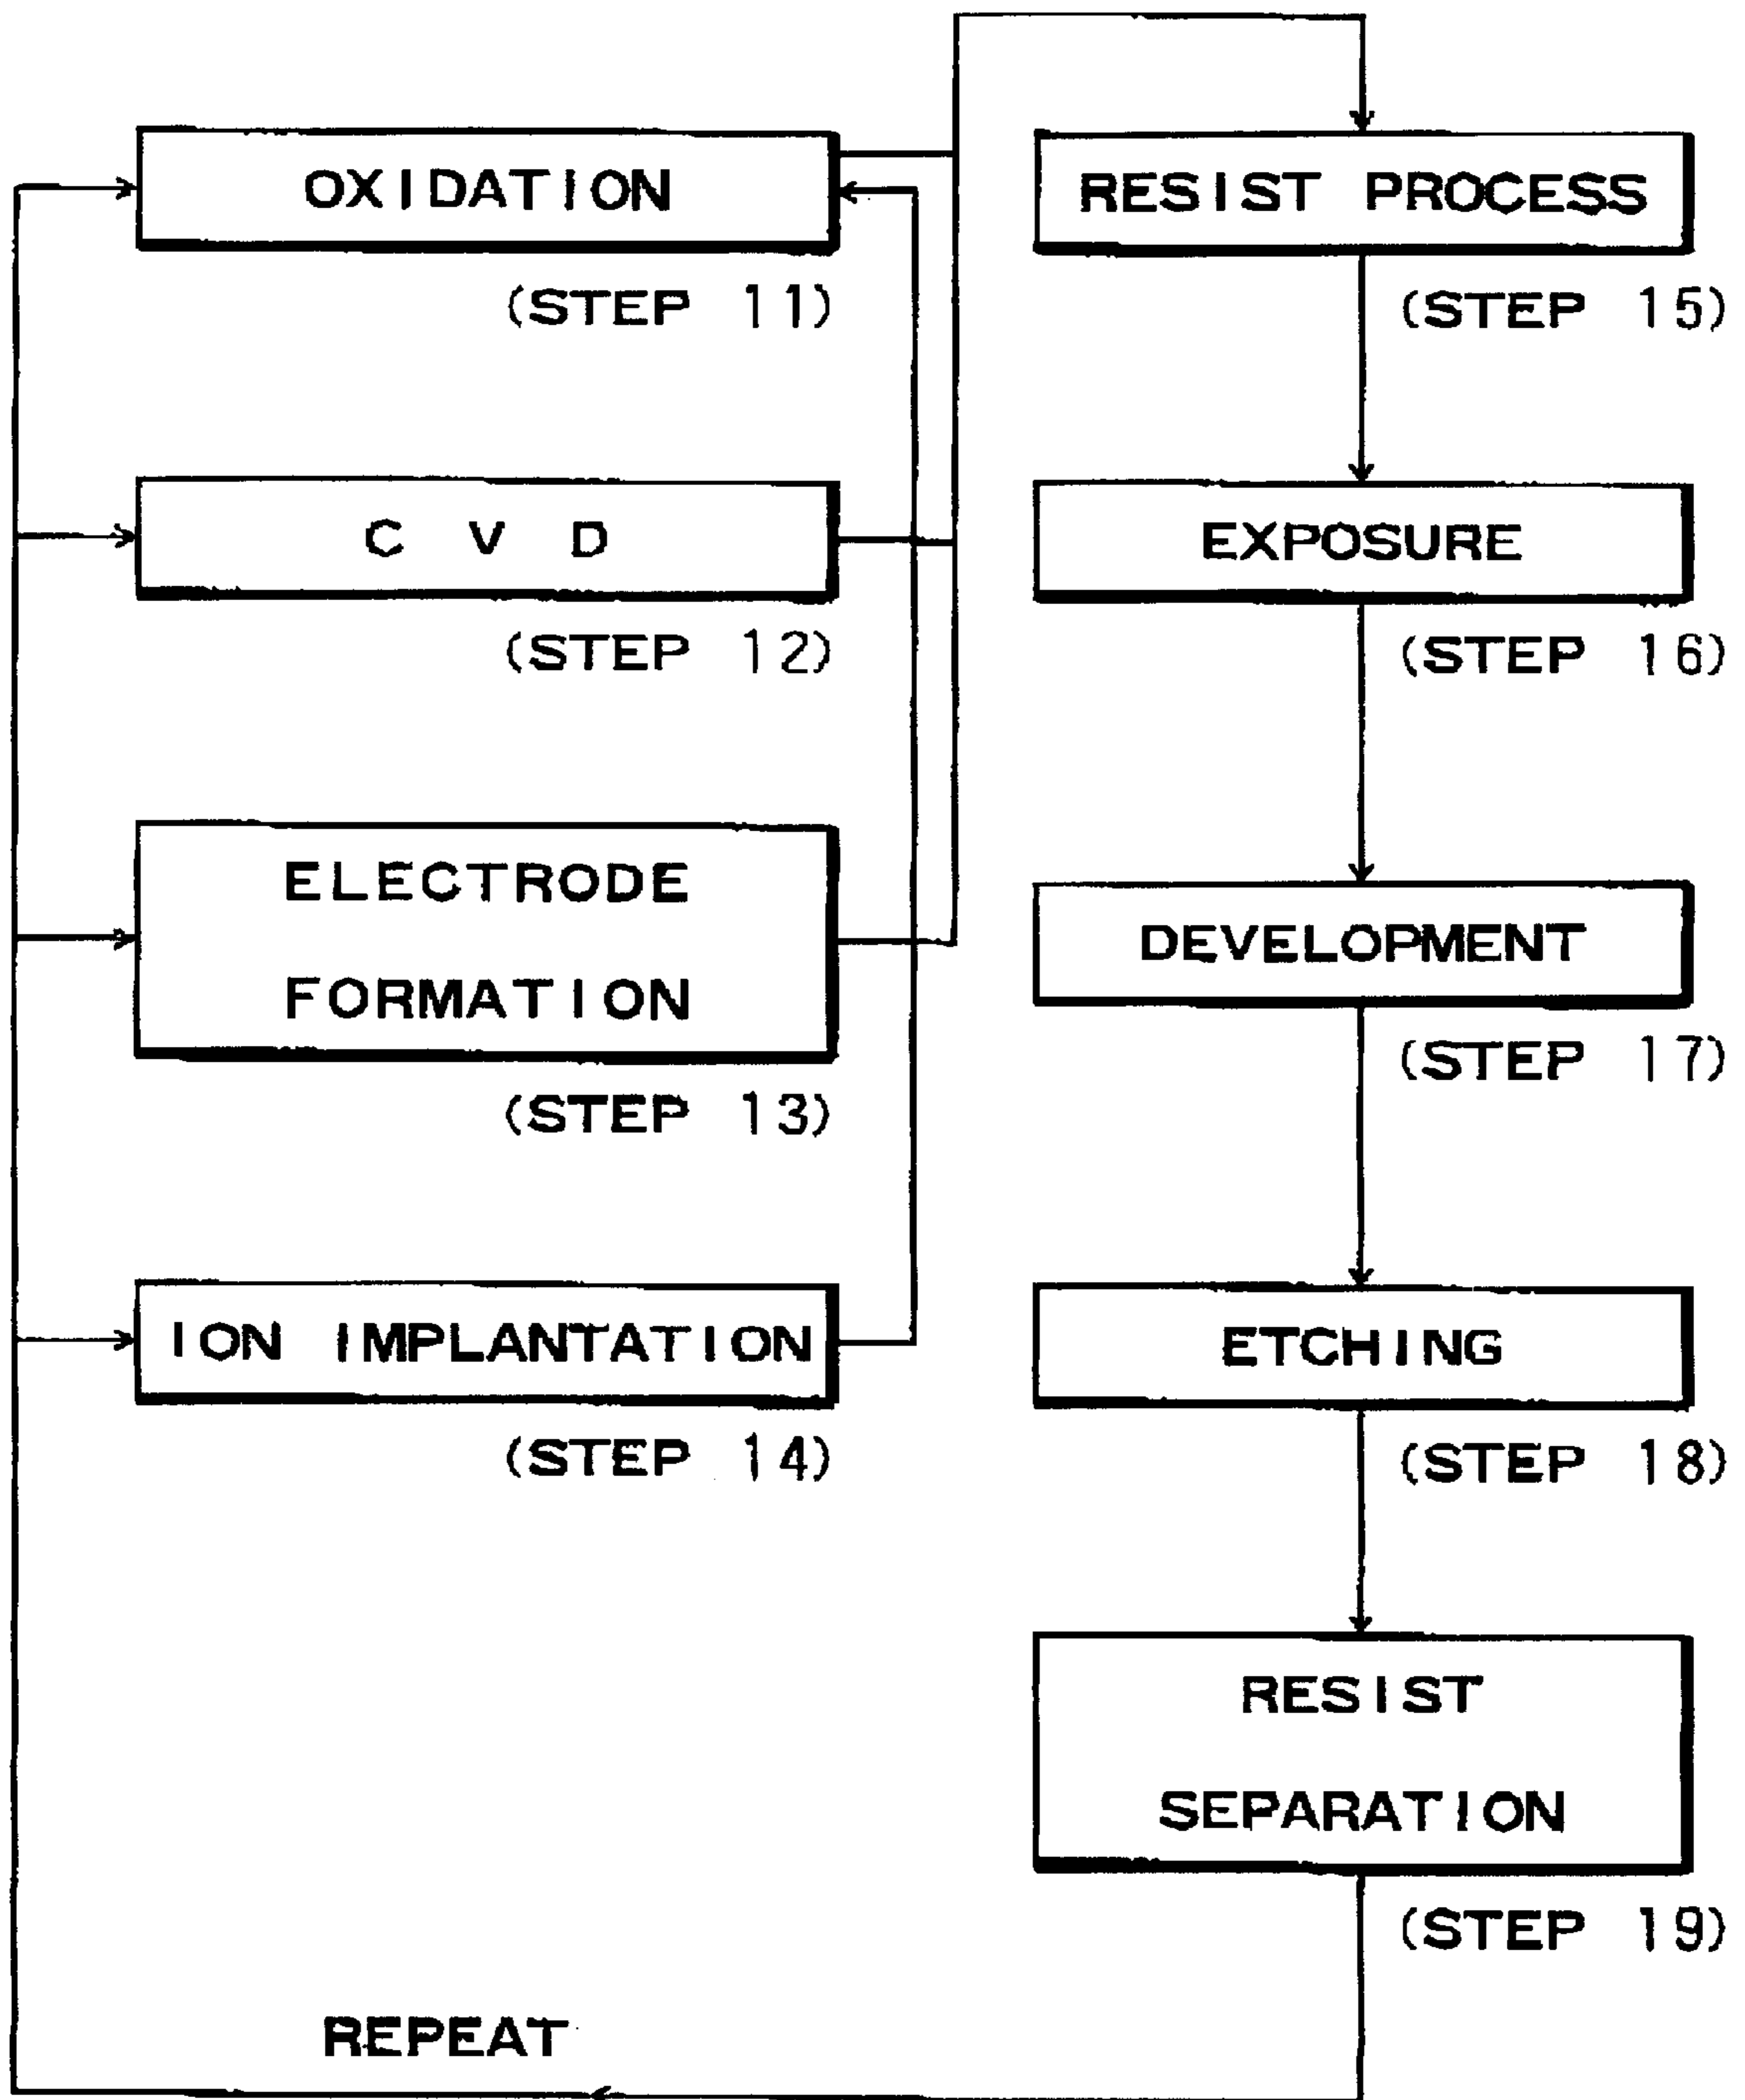 OXIDATION
(STEP 11)
C V D
(STEP 12)
ELECTRODE
FORMATION
(STEP 13)
ION IMPLANTATION
(STEP 14)
RESIST PROCESS
(STEP 15)
EXPOSURE
(STEP 16)
DEVELOPMENT
(STEP 17)
ETCHING
(STEP 18)
RESIST
SEPARATION
(STEP 19)
REPEAT